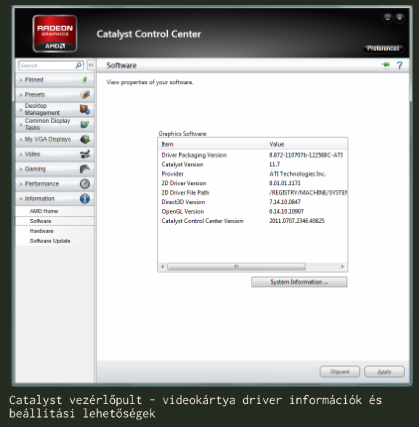 RADEON
GRAPHICS
AMD
Catalyst Control Center
Preferences
Search
Software
?
Pinned
Presets
Desktop
Management
Common Display
Tasks
My VGA Displays
Video
Gaming
Performance
Information
AMD Home
Software
Hardware
Software Update
View properties of your software.
Graphics Software
Item Value
Driver Packaging Version 8.872-110707b-122568C-ATI
Catalyst Version 11.7
Provider ATI Technologies Inc.
2D Driver Version 8.01.01.1171
2D Driver File Path /REGISTRY/MACHINE/SYSTEM
Direct3D Version 7.14.10.0847
OpenGL Version 6.14.10.10907
Catalyst Control Center Version 2011.0707.2346.40825
System Information ...
Discard Apply
Catalyst vezérlőpult – videokártya driver információk és
beállítási lehetőségek